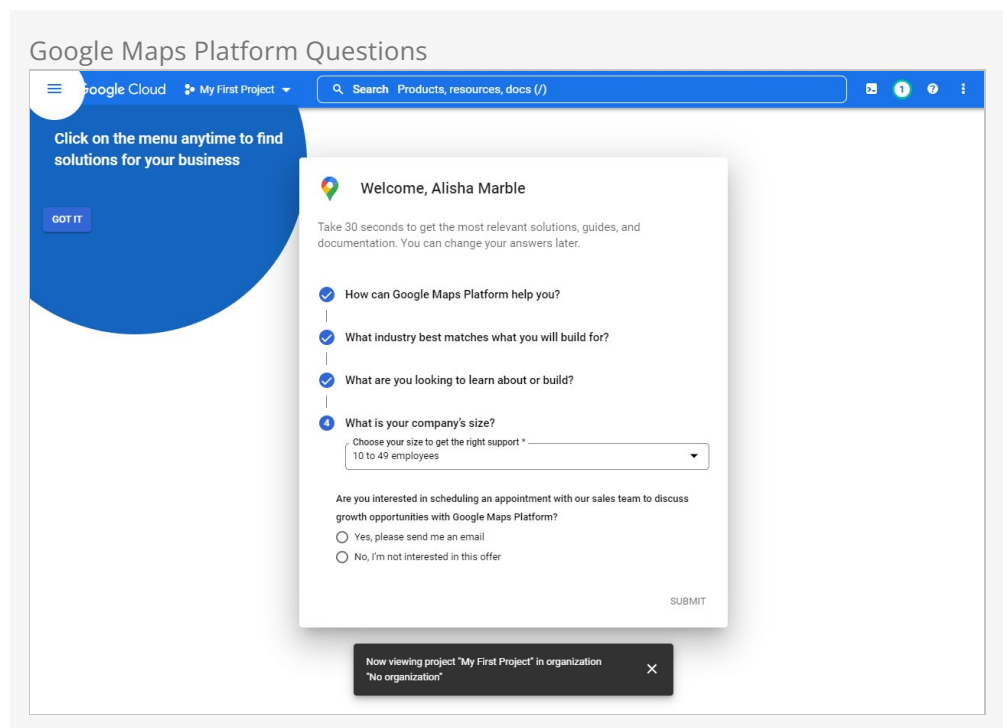 Google Maps Platform Questions
Google Cloud
My First Project
Search Products, resources, docs (/)
1
Click on the menu anytime to find
solutions for your business
GOT IT
Welcome, Alisha Marble
Take 30 seconds to get the most relevant solutions, guides, and
documentation. You can change your answers later.
How can Google Maps Platform help you?
What industry best matches what you will build for?
What are you looking to learn about or build?
4 What is your company's size?
Choose your size to get the right support *
10 to 49 employees
Are you interested in scheduling an appointment with our sales team to discuss
growth opportunities with Google Maps Platform?
Yes, please send me an email
No, I'm not interested in this offer
SUBMIT
Now viewing project "My First Project" in organization
"No organization"